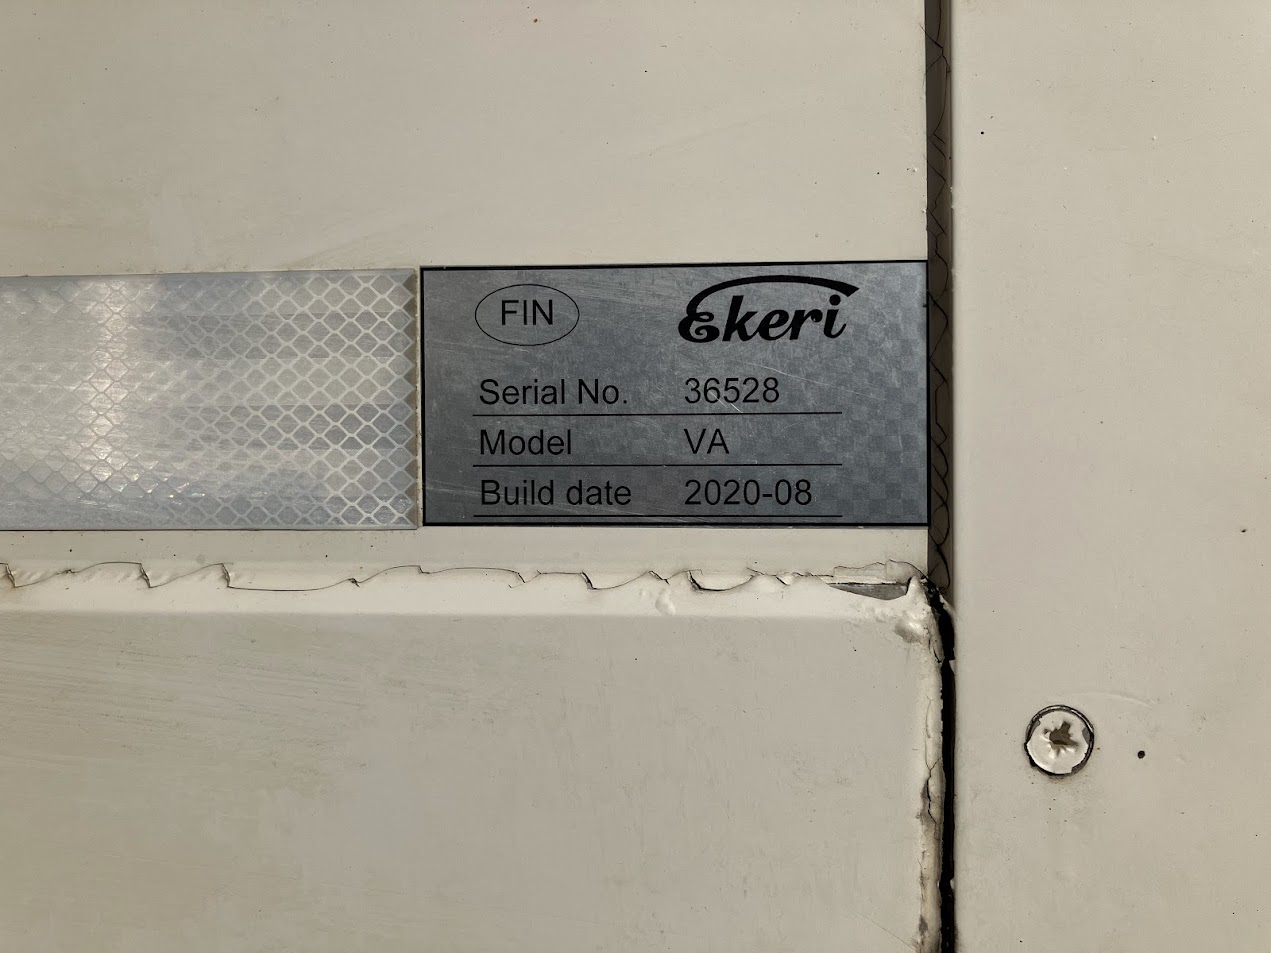 FIN Ekeri
Serial No. 36528
Model VA
Build date 2020-08